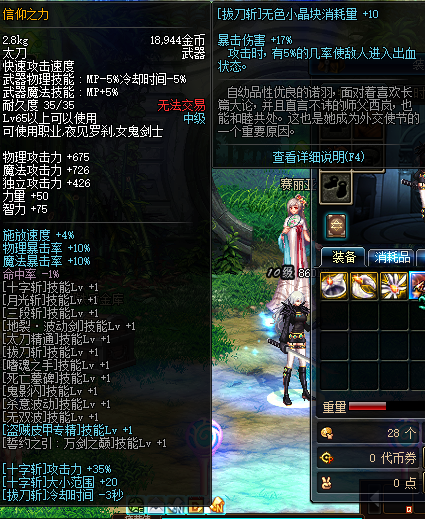 信仰之力
2.8kg 18,944金币
太刀 武器
快速攻击速度
武器物理技能：MP-5%冷却时间-5%
武器魔法技能：MP+5%
耐久度 35/35 无法交易
Lv65以上可以使用 中级
可使用职业,夜见罗刹,女鬼剑士
物理攻击力 +675
魔法攻击力 +726
独立攻击力 +426
力量 +50
智力 +75
施放速度 +4%
物理暴击率 +10%
魔法暴击率 +10%
命中率 -1%
[十字斩]技能Lv +1
[月光斩]技能Lv +1
[三段斩]技能Lv +1
[地裂·波动剑]技能Lv +1
[太刀精通]技能Lv +1
[拔刀斩]技能Lv +1
[嗜魂之手]技能Lv +1
[死亡墓碑]技能Lv +1
[鬼影闪]技能Lv +1
[杀意波动]技能Lv +1
[无双波]技能Lv +1
[盗贼皮甲专精]技能Lv +1
[誓约之引：万剑之巅]技能Lv +1
[十字斩]攻击力 +35%
[十字斩]大小范围 +20
[拔刀斩]冷却时间 -3秒
[拔刀斩]无色小晶块消耗量 +10
暴击伤害 +17%
攻击时，有5%的几率使敌人进入出血
状态。
自幼品性优良的诺羽，面对着喜欢长
篇大论，并且直言不讳的师父西岚，也
能和睦共处。这也是她成为外交使节的
一个重要原因。
查看详细说明(F4)
赛丽亚
10级
装备 消耗品
重量
28 个
0 代币券
0 点